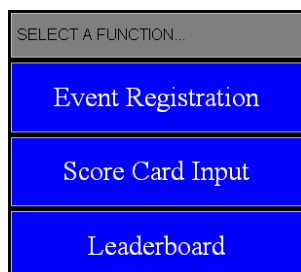 SELECT A FUNCTION...
Event Registration
Score Card Input
Leaderboard